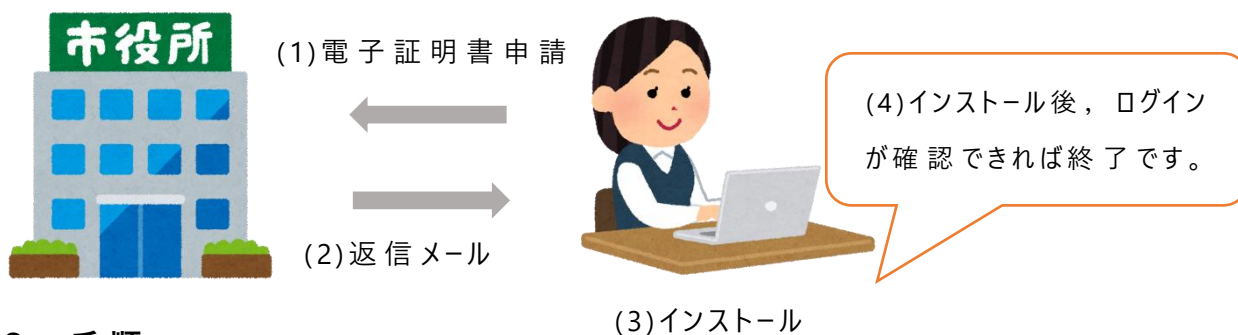 市役所
(1)電子証明書申請
(4)インストール後，ログイン
が確認できれば終了です。
(2)返信メール
(3)インストール